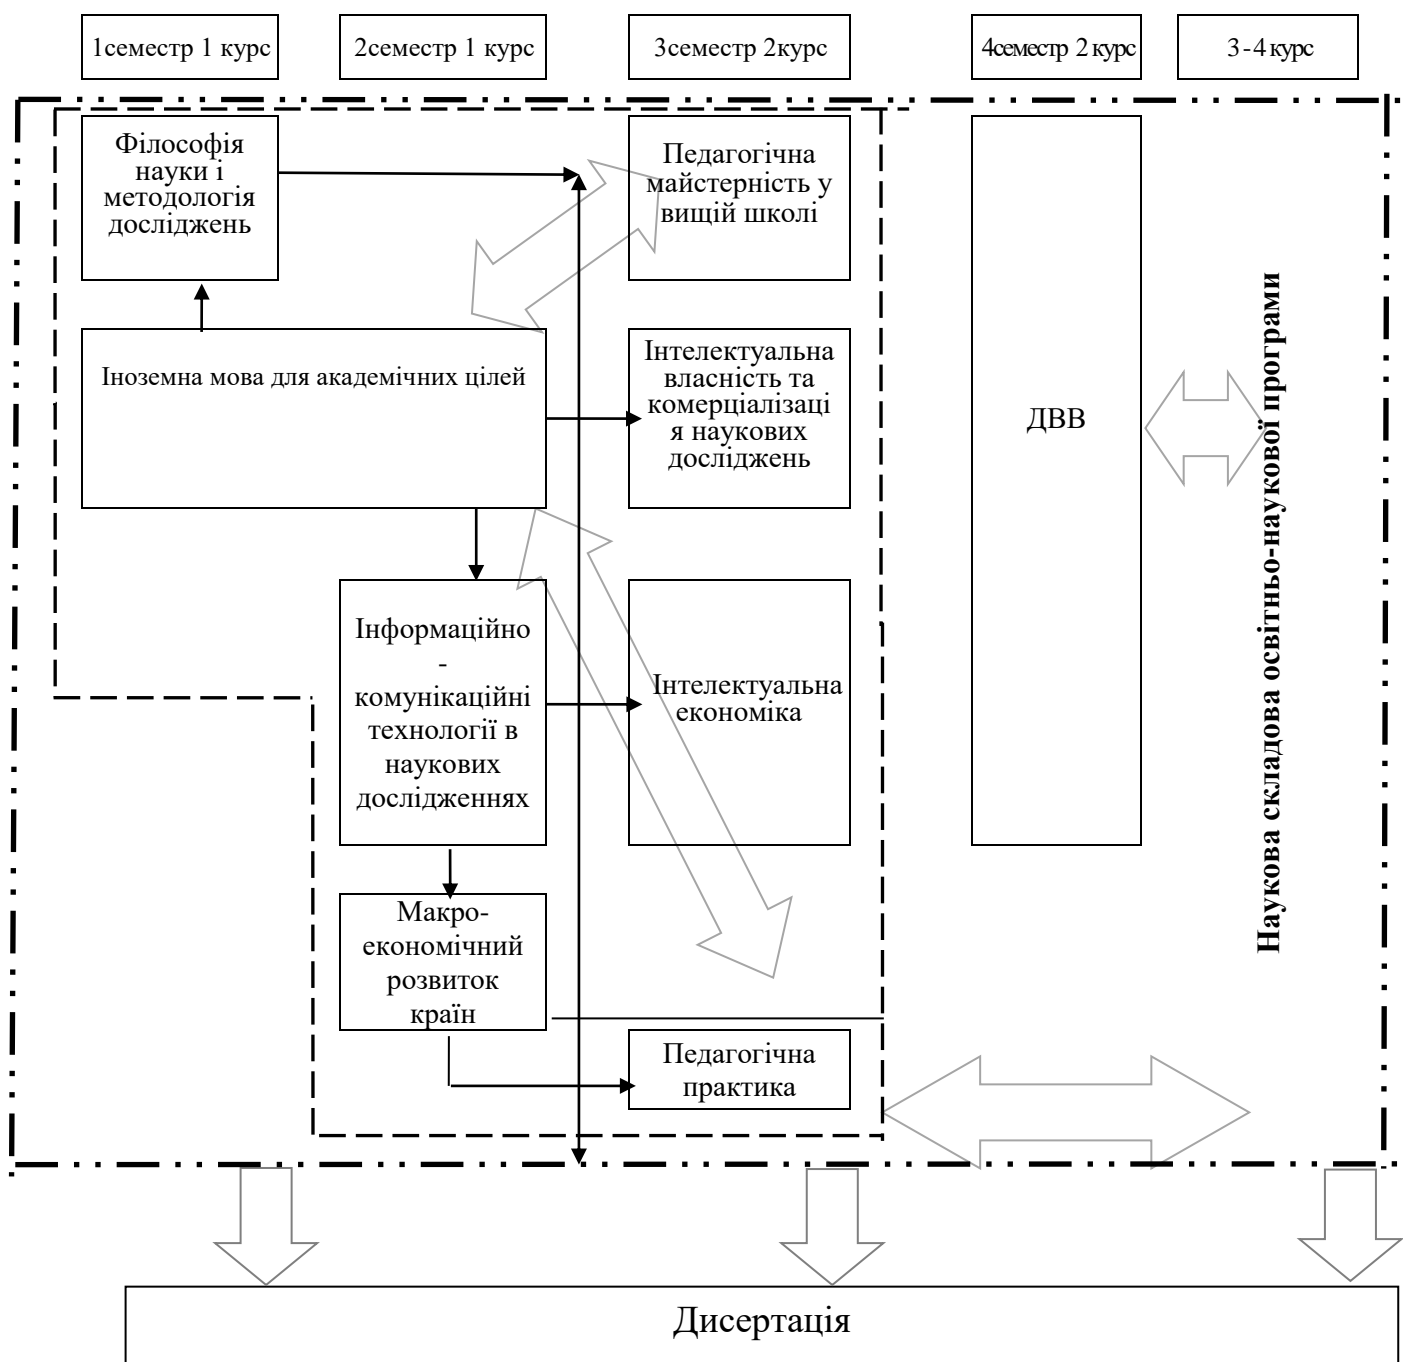 1семестр 1 курс
2семестр 1 курс
3семестр 2курс
4семестр 2 курс
3-4 курс
Філософія
науки і
методологія
досліджень
Педагогічна
майстерність у
вищій школі
Іноземна мова для академічних цілей
Інтелектуальна
власність та
комерціалізаці
я наукових
досліджень
ДВВ
Наукова складова освітньо-наукової програми
Інформаційно
-
комунікаційні
технології в
наукових
дослідженнях
Інтелектуальна
економіка
Макро-
економічний
розвиток
країн
Педагогічна
практика
Дисертація